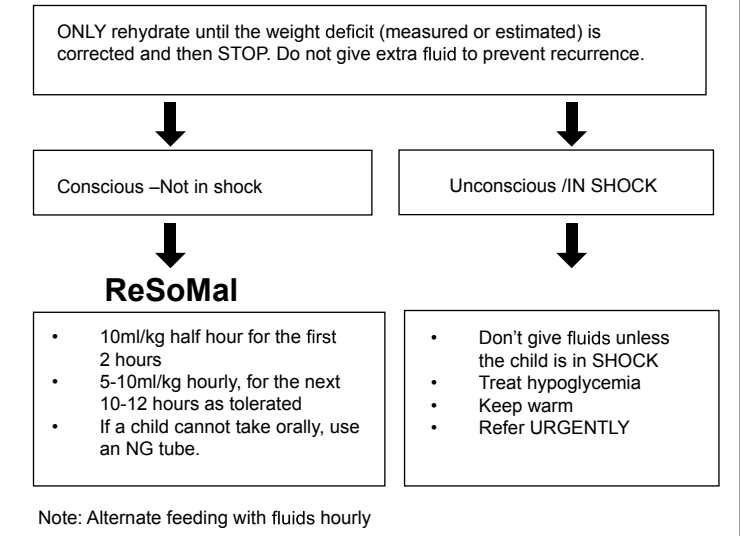 ONLY rehydrate until the weight deficit (measured or estimated) is
corrected and then STOP. Do not give extra fluid to prevent recurrence.
Conscious –Not in shock
Unconscious /IN SHOCK
ReSoMal
• 10ml/kg half hour for the first
2 hours
• 5-10ml/kg hourly, for the next
10-12 hours as tolerated
• If a child cannot take orally, use
an NG tube.
• Don’t give fluids unless
the child is in SHOCK
• Treat hypoglycemia
• Keep warm
• Refer URGENTLY
Note: Alternate feeding with fluids hourly